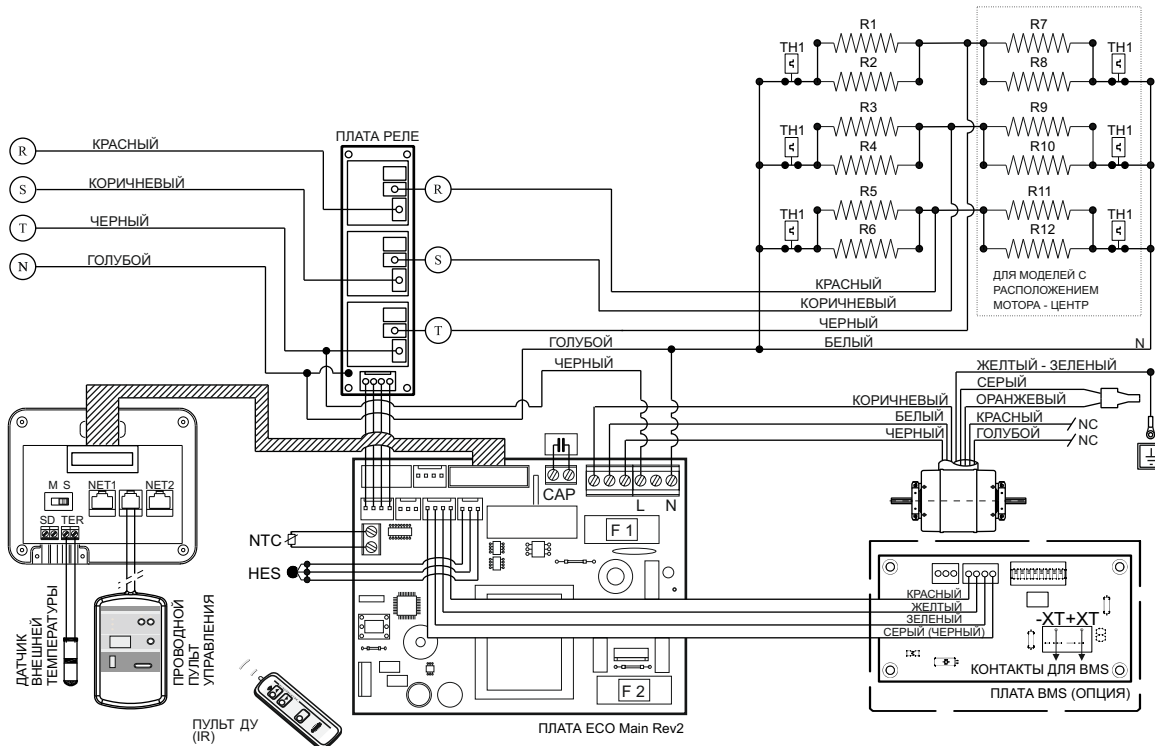 R1
R7
TH1
R2
R8
TH1
R3
R9
TH1
R4
R10
TH1
R5
R11
TH1
R6
R12
TH1
ДЛЯ МОДЕЛЕЙ С
РАСПОЛОЖЕНИЕМ
МОТОРА - ЦЕНТР
ПЛАТА РЕЛЕ
R
КРАСНЫЙ
R
S
КОРИЧНЕВЫЙ
T
ЧЕРНЫЙ
S
N
ГОЛУБОЙ
КРАСНЫЙ
КОРИЧНЕВЫЙ
T
ЧЕРНЫЙ
ГОЛУБОЙ
БЕЛЫЙ
N
ЧЕРНЫЙ
ЖЕЛТЫЙ - ЗЕЛЕНЫЙ
СЕРЫЙ
КОРИЧНЕВЫЙ
ОРАНЖЕВЫЙ
БЕЛЫЙ
КРАСНЫЙ
NC
ЧЕРНЫЙ
ГОЛУБОЙ
NC
M S
NET1
NET2
SD TER
CAP
L
N
F 1
NTC
HES
КРАСНЫЙ
ЖЕЛТЫЙ
ЗЕЛЕНЫЙ
СЕРЫЙ (ЧЕРНЫЙ)
-XT+XT
КОНТАКТЫ ДЛЯ BMS
ПЛАТА BMS (ОПЦИЯ)
F 2
ДАТЧИК
ВНЕШНЕЙ
ТЕМПЕРАТУРЫ
ПРОВОДНОЙ
ПУЛЬТ
УПРАВЛЕНИЯ
ПУЛЬТ ДУ
(IR)
ПЛАТА ECO Main Rev2